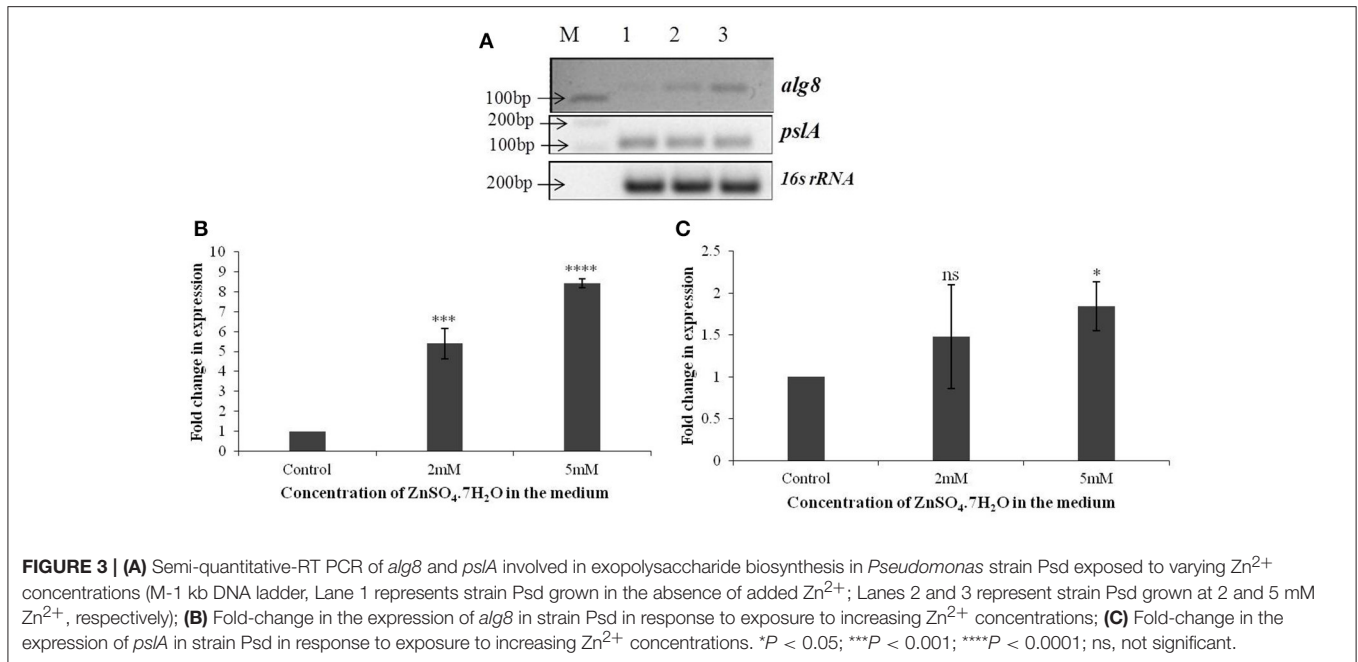 A
M 1 2 3
alg8
100bp
200bp
pslA
100bp
16s rRNA
200bp
B
Fold change in expression
10
9
8
7
6
5
4
3
2
1
0
***
****
Control 2mM 5mM
Concentration of ZnSO₄.7H₂O in the medium
C
Fold change in expression
2.5
2
1.5
1
0.5
0
ns
*
Control 2mM 5mM
Concentration of ZnSO₄.7H₂O in the medium
FIGURE 3 | (A) Semi-quantitative-RT PCR of alg8 and pslA involved in exopolysaccharide biosynthesis in Pseudomonas strain Psd exposed to varying Zn²⁺
concentrations (M-1 kb DNA ladder, Lane 1 represents strain Psd grown in the absence of added Zn²⁺; Lanes 2 and 3 represent strain Psd grown at 2 and 5 mM
Zn²⁺, respectively); (B) Fold-change in the expression of alg8 in strain Psd in response to exposure to increasing Zn²⁺ concentrations; (C) Fold-change in the
expression of pslA in strain Psd in response to exposure to increasing Zn²⁺ concentrations. *P < 0.05; ***P < 0.001; ****P < 0.0001; ns, not significant.